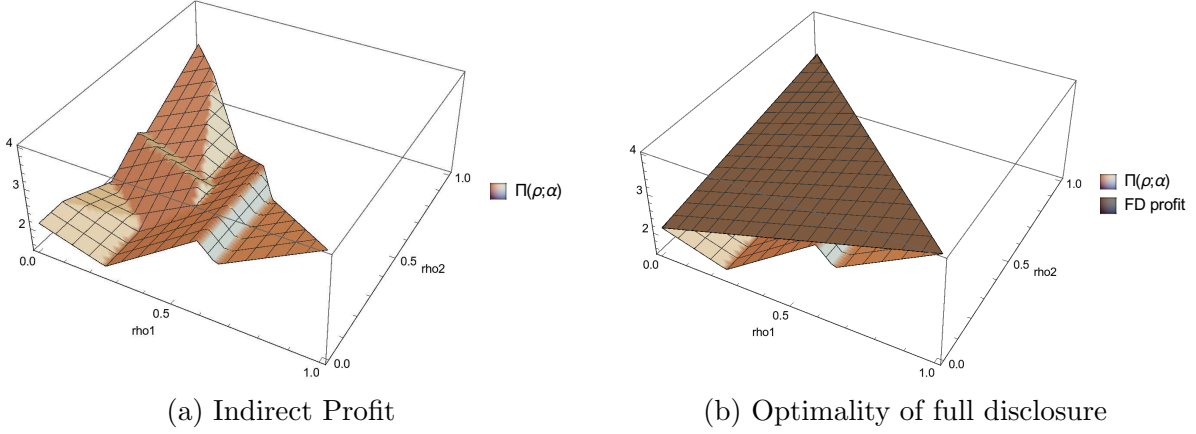 4
3
2
0.0
0.5
rho1
1.0
0.0
0.5
rho2
1.0
Π(ρ;α)
(a) Indirect Profit
4
3
2
0.0
0.5
rho1
1.0
0.0
0.5
rho2
1.0
Π(ρ;α)
FD profit
(b) Optimality of full disclosure